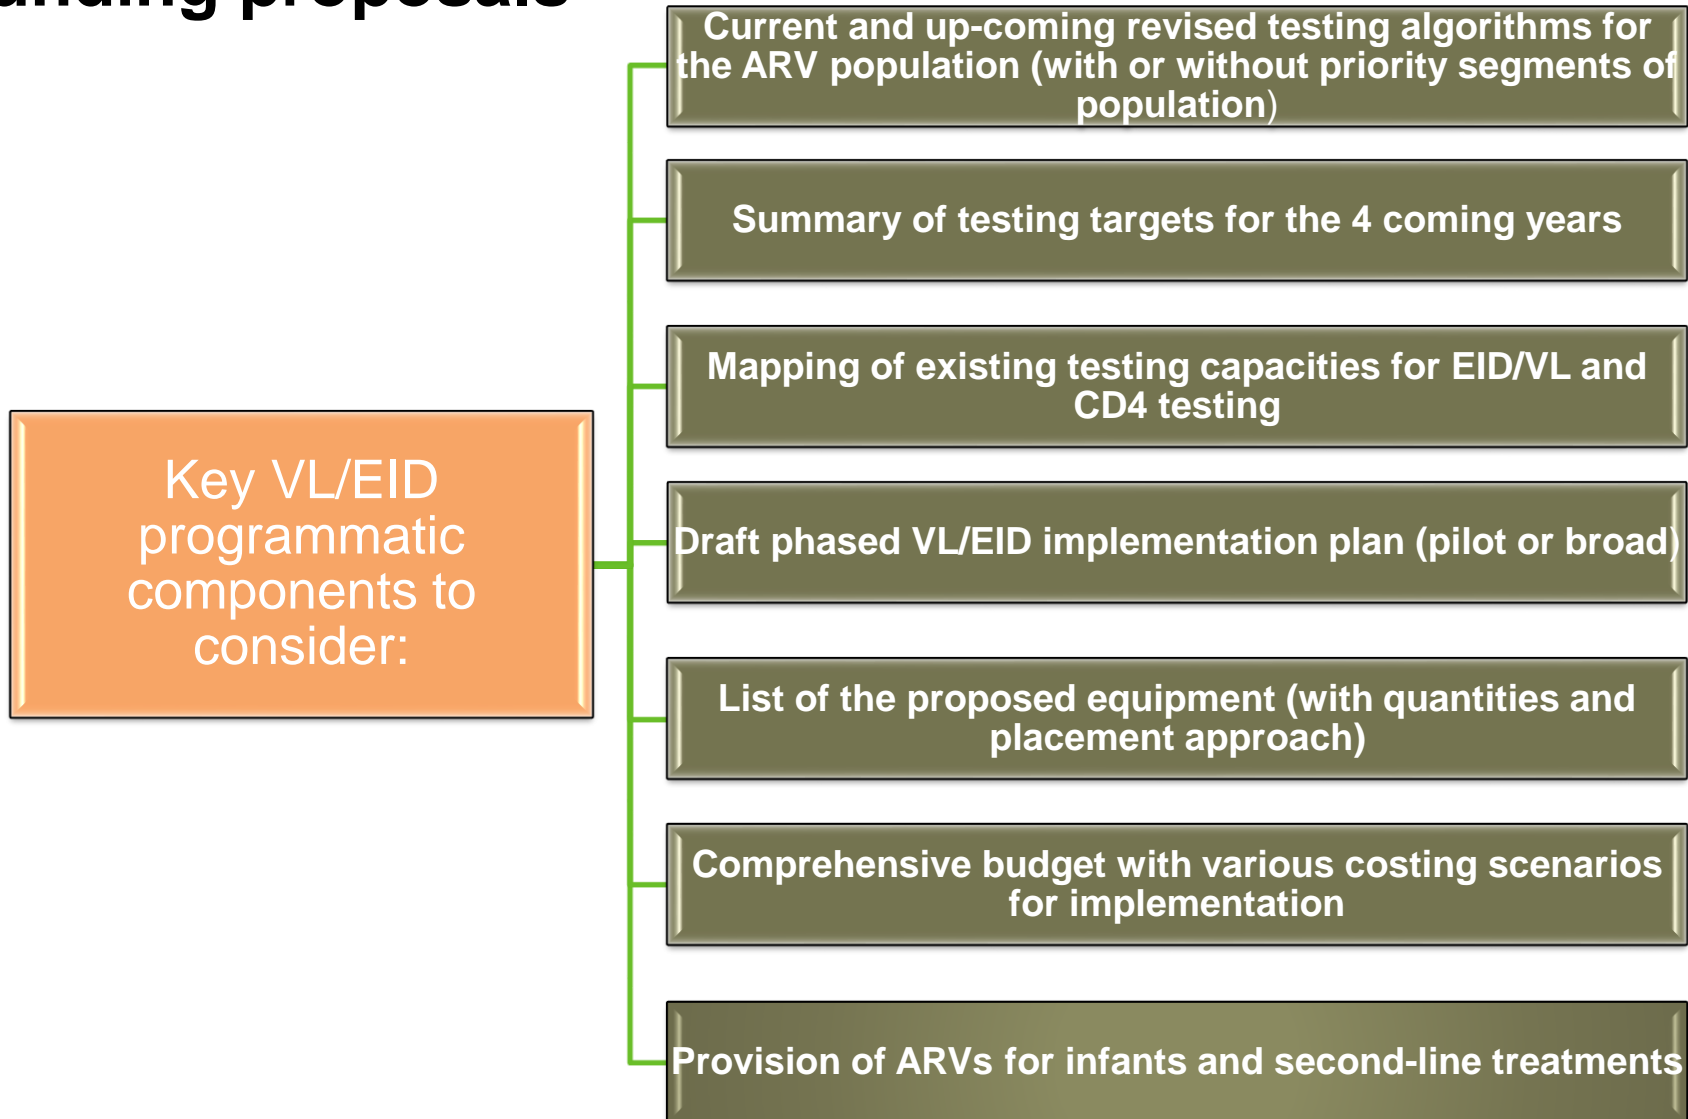 unding proposals
Current and up-coming revised testing algorithms for
the ARV population (with or without priority segments of
population)
Summary of testing targets for the 4 coming years
Mapping of existing testing capacities for EID/VL and
CD4 testing
Key VL/EID
programmatic
components to
consider:
Draft phased VL/EID implementation plan (pilot or broad)
List of the proposed equipment (with quantities and
placement approach)
Comprehensive budget with various costing scenarios
for implementation
Provision of ARVs for infants and second-line treatments